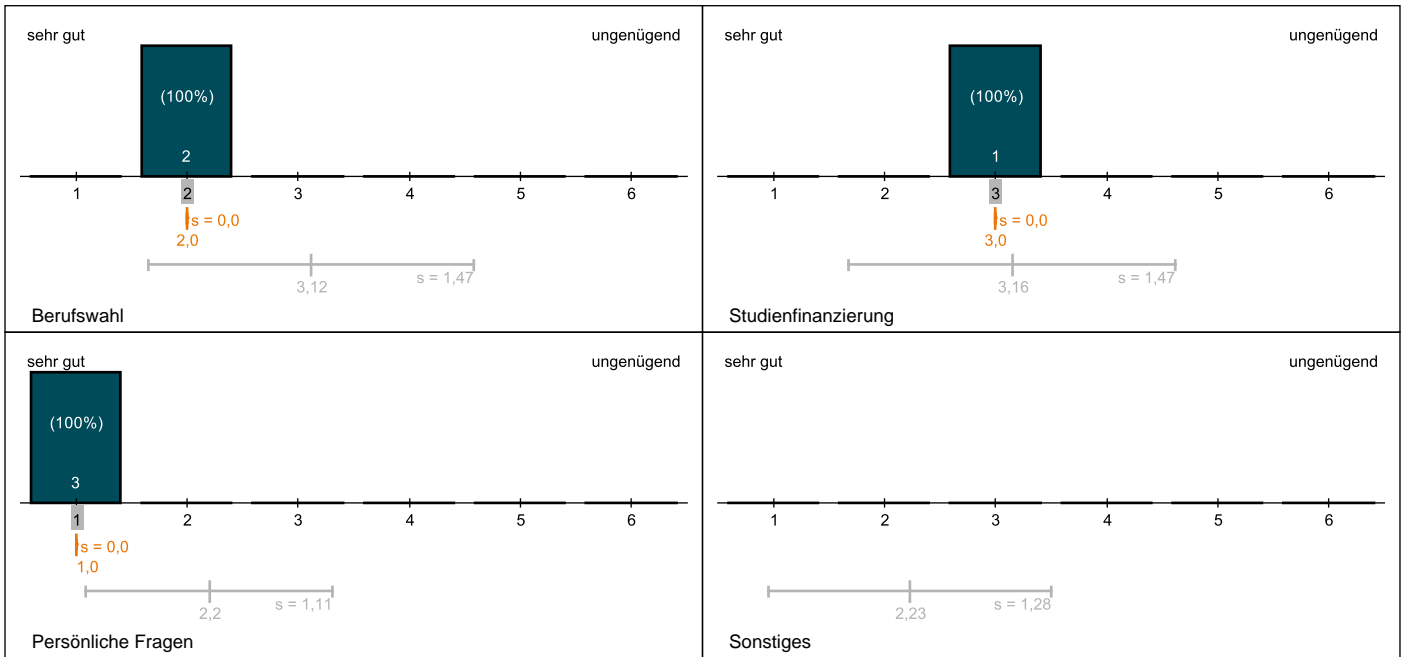 sehr gut ungenügend
(100%)
2
1 2 3 4 5 6
s = 0,0
2,0
s = 1,47
3,12
Berufswahl
sehr gut ungenügend
(100%)
1
1 2 3 4 5 6
s = 0,0
3,0
s = 1,47
3,16
Studienfinanzierung
sehr gut ungenügend
(100%)
3
1 2 3 4 5 6
s = 0,0
1,0
s = 1,11
2,2
Persönliche Fragen
sehr gut ungenügend
1 2 3 4 5 6
s = 1,28
2,23
Sonstiges